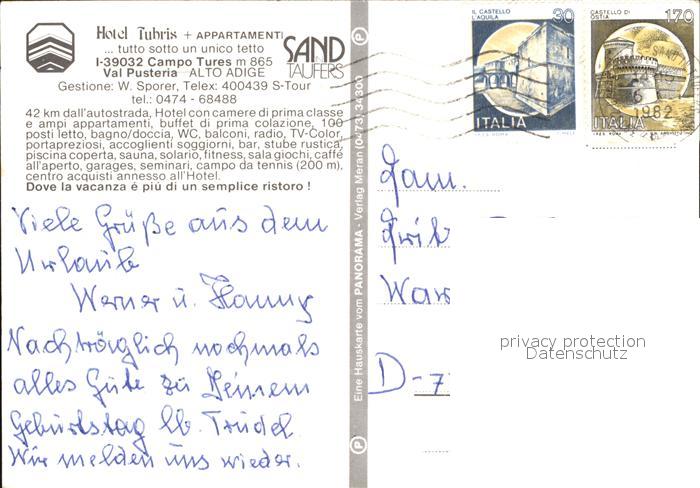 Hotel Tubris + APPARTAMENTI
... tutto sotto un unico tetto
I-39032 Campo Tures m 865
Val Pusteria ALTO ADIGE
Gestione: W. Sporer, Telex: 400439 S-Tour
tel.: 0474 - 68488
SAND
TAUFERS
42 km dall'autostrada, Hotel con camere di prima classe
e ampi appartamenti, buffet di prima colazione, 100
posti letto, bagno/doccia, WC, balconi, radio, TV-Color,
portapreziosi, accoglienti soggiorni, bar, stube rustica,
piscina coperta, sauna, solario, fitness, sala giochi, caffé
all'aperto, garages, seminari, campo da tennis (200 m),
centro acquisti annesso all'Hotel.
Dove la vacanza é piú di un semplice ristoro !
Viele Grüße aus dem
Urlaub
Werner u. Hanny
Nachträglich nochmals
alles Gute zu Deinem
Geburtstag lb. Trudel
Wir melden uns wieder.
Eine Hauskarte vom PANORAMA - Verlag Meran (0473) 34300
IL CASTELLO
L'AQUILA
30
ITALIA
CASTELLO DI
OSTIA
170
ITALIA
1982
Fam.
War
D-7
privacy protection
Datenschutz